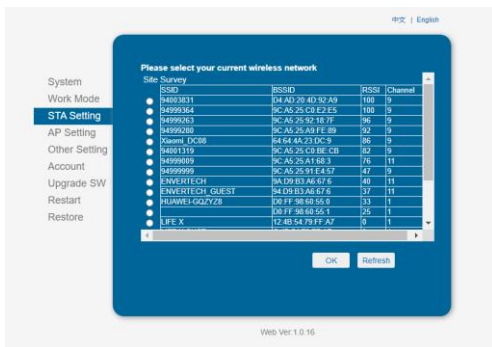 中文 | English
System
Work Mode
STA Setting
AP Setting
Other Setting
Account
Upgrade SW
Restart
Restore
Please select your current wireless network
Site Survey
SSID BSSID RSSI Channel
94003831 D4:AD:20:4D:92:A9 100 9
94999364 9C:A5:25:C0:E2:E5 100 9
94999263 9C:A5:25:92:18:7F 96 9
94999280 9C:A5:25:A9:FE:89 92 9
Xiaomi_DC08 64:64:4A:23:DC:9 86 9
94001319 9C:A5:25:C0:BE:CB 82 9
94999009 9C:A5:25:A1:68:3 76 11
94999999 9C:A5:25:91:E4:57 47 9
ENVERTECH 9A:D9:B3:A6:67:6 40 11
ENVERTECH_GUEST 94:D9:B3:A6:67:6 37 11
HUAWEI-GQZYZ8 D0:FF:98:60:55:0 33 1
D0:FF:98:60:55:1 25 1
LIFE X 12:4B:54:79:FF:A7 0 1
OK Refresh
Web Ver:1.0.16